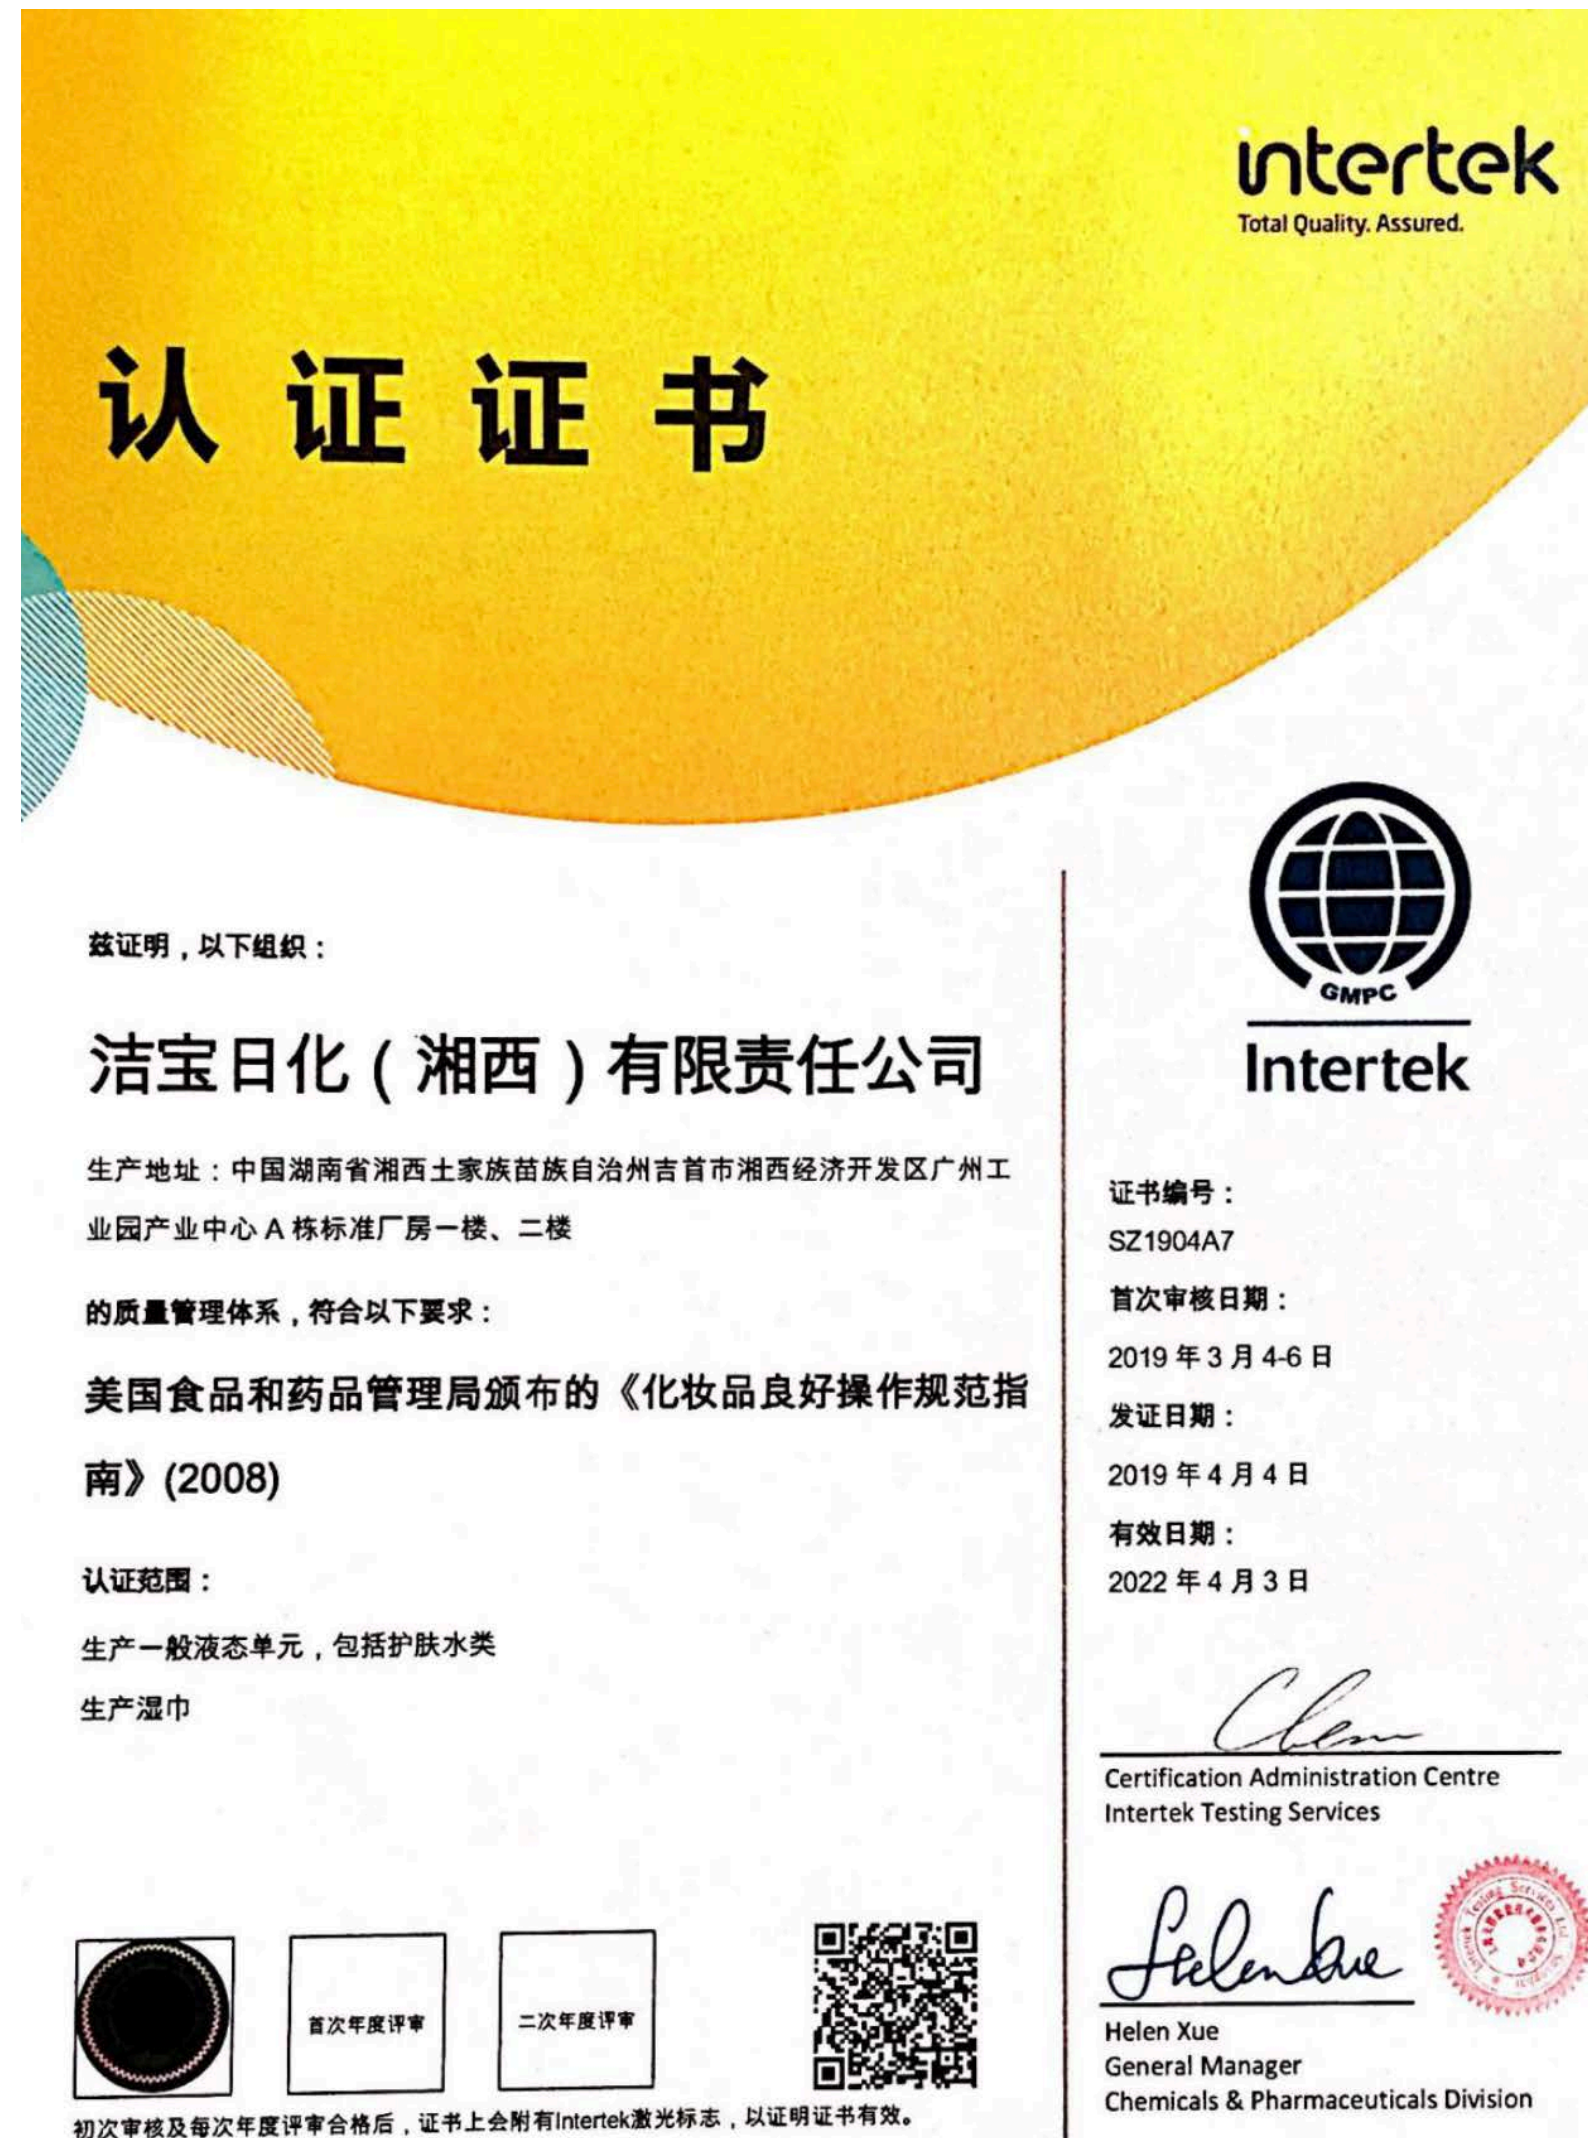 intertek
Total Quality. Assured.
认证证书
兹证明，以下组织：
洁宝日化（湘西）有限责任公司
生产地址：中国湖南省湘西土家族苗族自治州吉首市湘西经济开发区广州工
业园产业中心 A 栋标准厂房一楼、二楼
的质量管理体系，符合以下要求：
美国食品和药品管理局颁布的《化妆品良好操作规范指
南》(2008)
认证范围：
生产一般液态单元，包括护肤水类
生产湿巾
首次年度评审
二次年度评审
初次审核及每次年度评审合格后，证书上会附有Intertek激光标志，以证明证书有效。
GMPC
Intertek
证书编号：
SZ1904A7
首次审核日期：
2019 年 3 月 4-6 日
发证日期：
2019 年 4 月 4 日
有效日期：
2022 年 4 月 3 日
Certification Administration Centre
Intertek Testing Services
Helen Xue
Helen Xue
General Manager
Chemicals & Pharmaceuticals Division